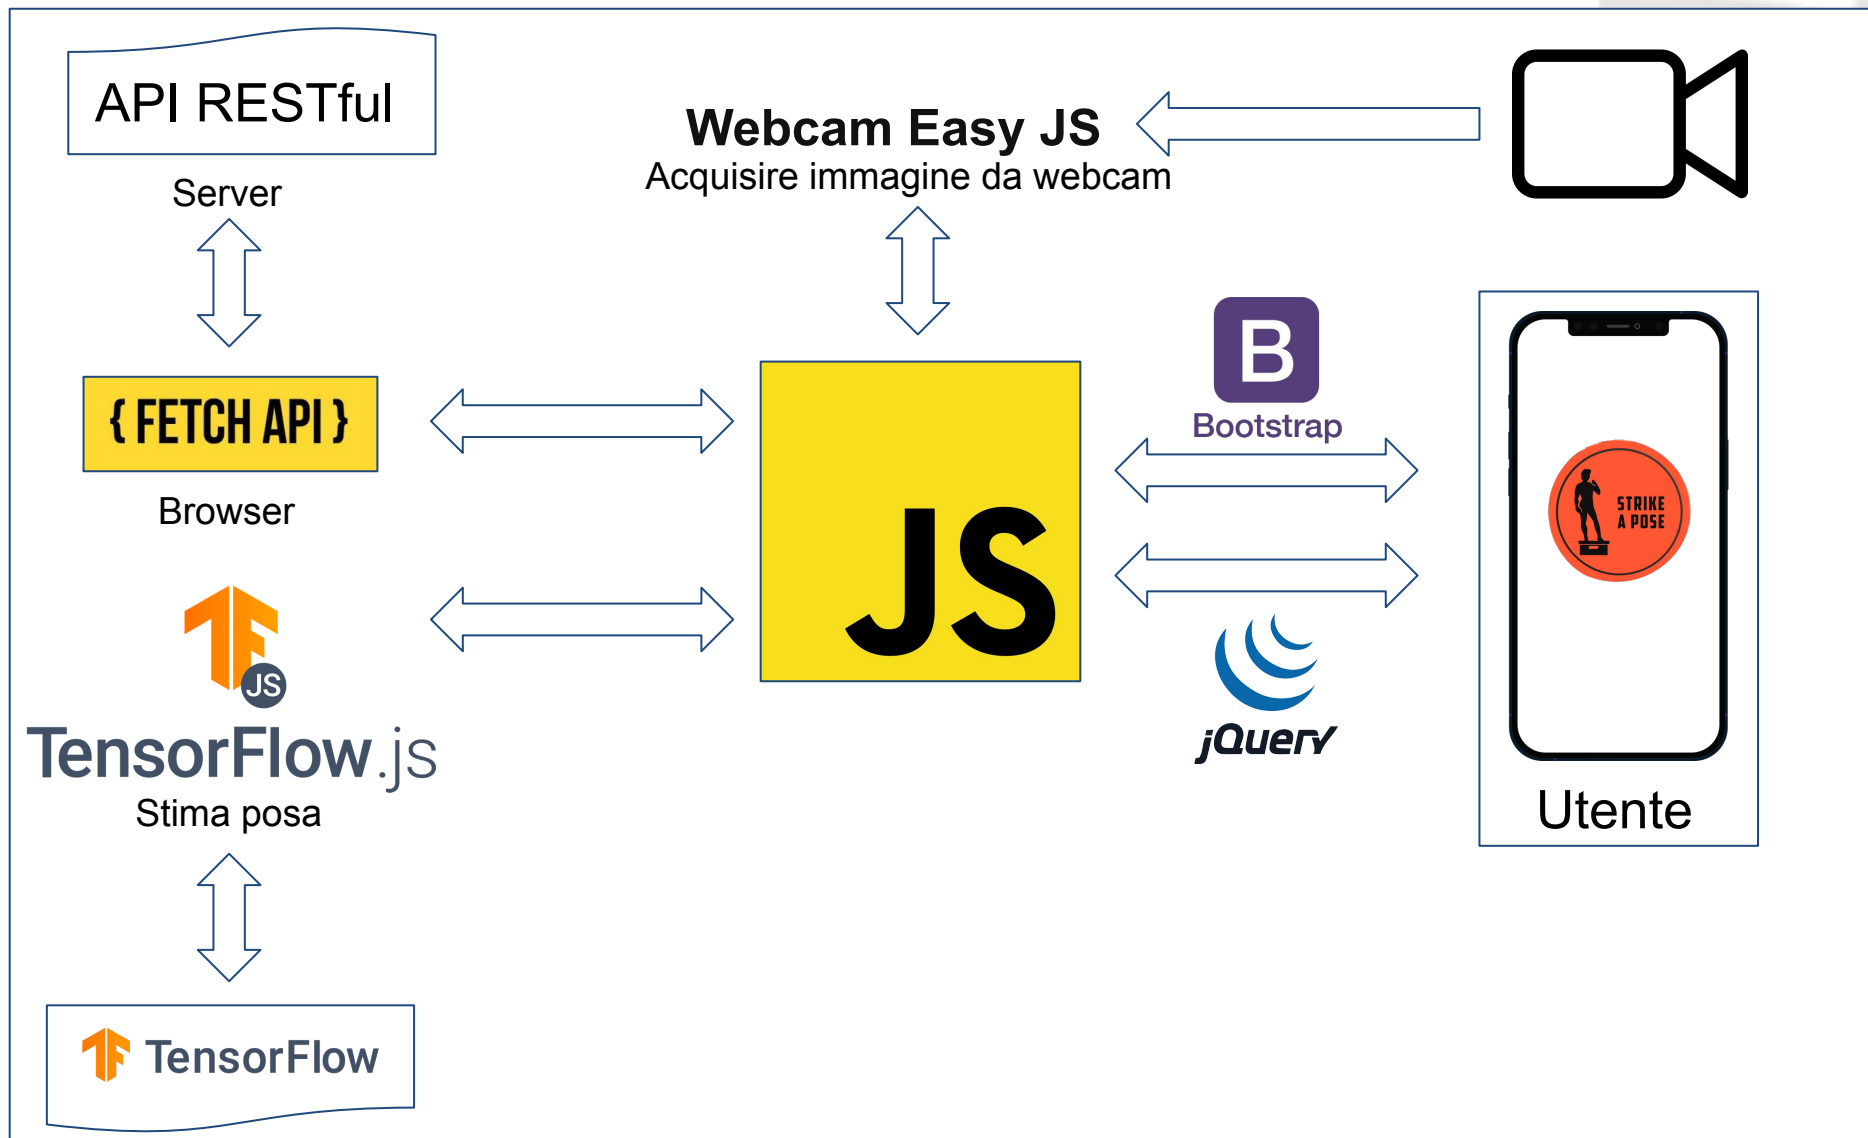 API RESTful
Server
Webcam Easy JS
Acquisire immagine da webcam
{ FETCH API }
Browser
JS
B
Bootstrap
STRIKE
A POSE
JS
TensorFlow.js
Stima posa
jQuery
Utente
TensorFlow